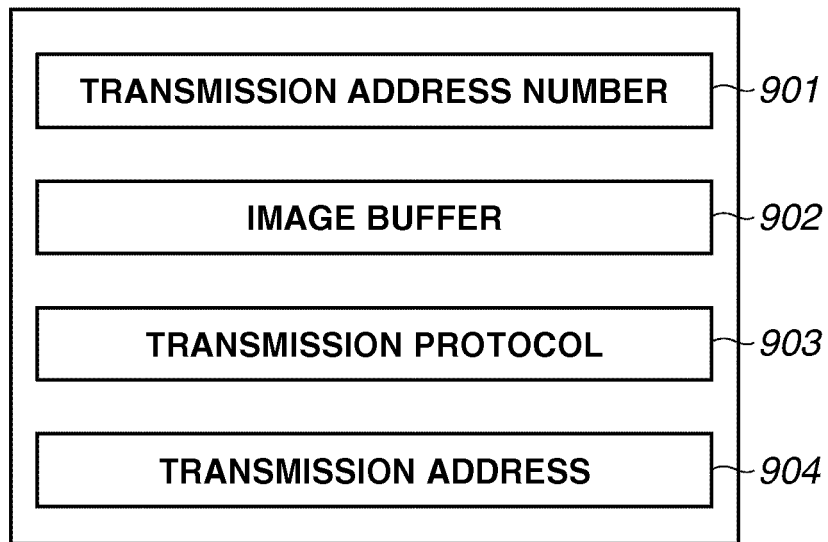 TRANSMISSION ADDRESS NUMBER 901
IMAGE BUFFER 902
TRANSMISSION PROTOCOL 903
TRANSMISSION ADDRESS 904